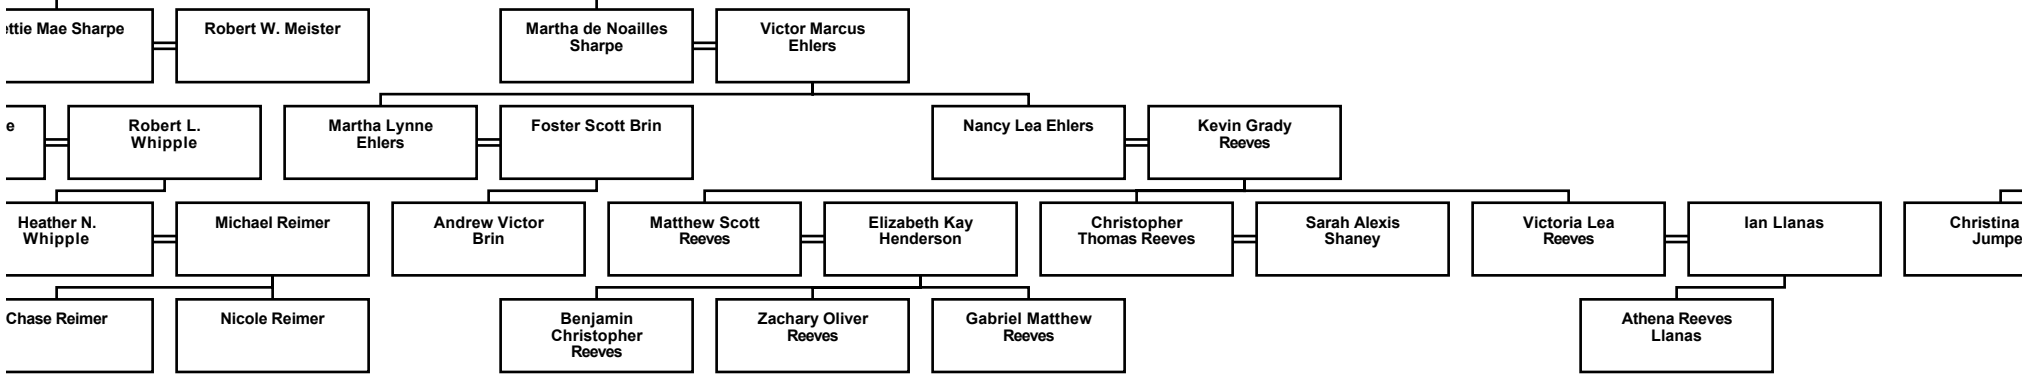 ettie Mae Sharpe
Robert W. Meister
Martha de Noailles
Sharpe
Victor Marcus
Ehlers
e
Robert L.
Whipple
Martha Lynne
Ehlers
Foster Scott Brin
Nancy Lea Ehlers
Kevin Grady
Reeves
Heather N.
Whipple
Michael Reimer
Andrew Victor
Brin
Matthew Scott
Reeves
Elizabeth Kay
Henderson
Christopher
Thomas Reeves
Sarah Alexis
Shaney
Victoria Lea
Reeves
Ian Llanas
Christina
Jumpe
Chase Reimer
Nicole Reimer
Benjamin
Christopher
Reeves
Zachary Oliver
Reeves
Gabriel Matthew
Reeves
Athena Reeves
Llanas